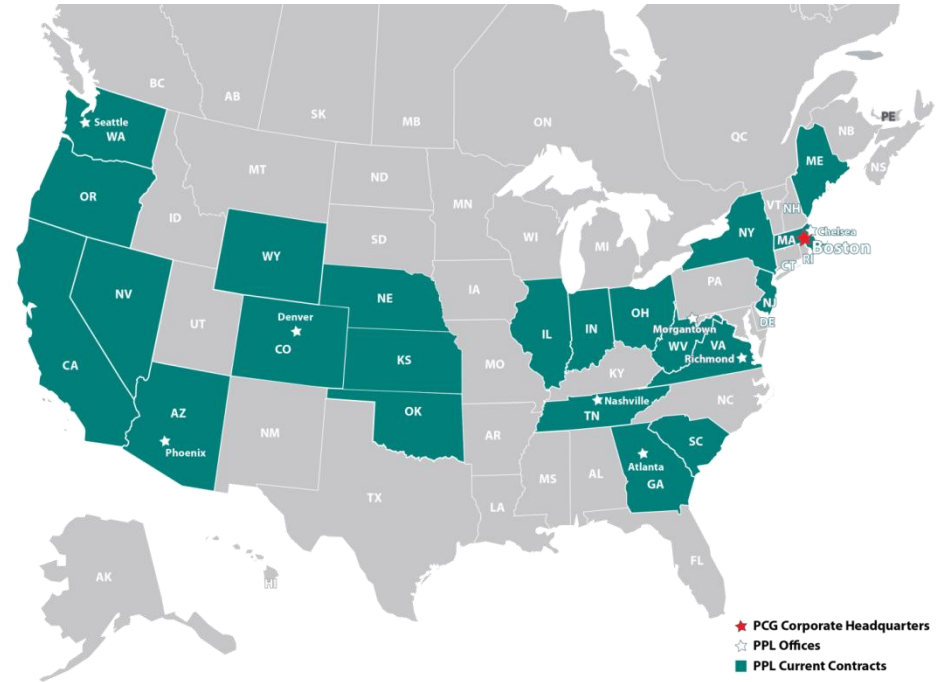 BC
AB
SK
MB
ON
QC
NB
PE
NS
Seattle
WA
MT
ND
MN
ME
OR
ID
SD
WI
MI
VT
NH
NY
MA
Chelsea
Boston
CT
RI
WY
IA
PA
NJ
NV
UT
NE
Denver
CO
IL
IN
OH
DE
Morgantown
WV
VA
Richmond
CA
KS
MO
KY
AZ
Phoenix
NM
OK
AR
Nashville
TN
NC
SC
Atlanta
GA
TX
LA
MS
AL
FL
AK
HI
PCG Corporate Headquarters
PPL Offices
PPL Current Contracts